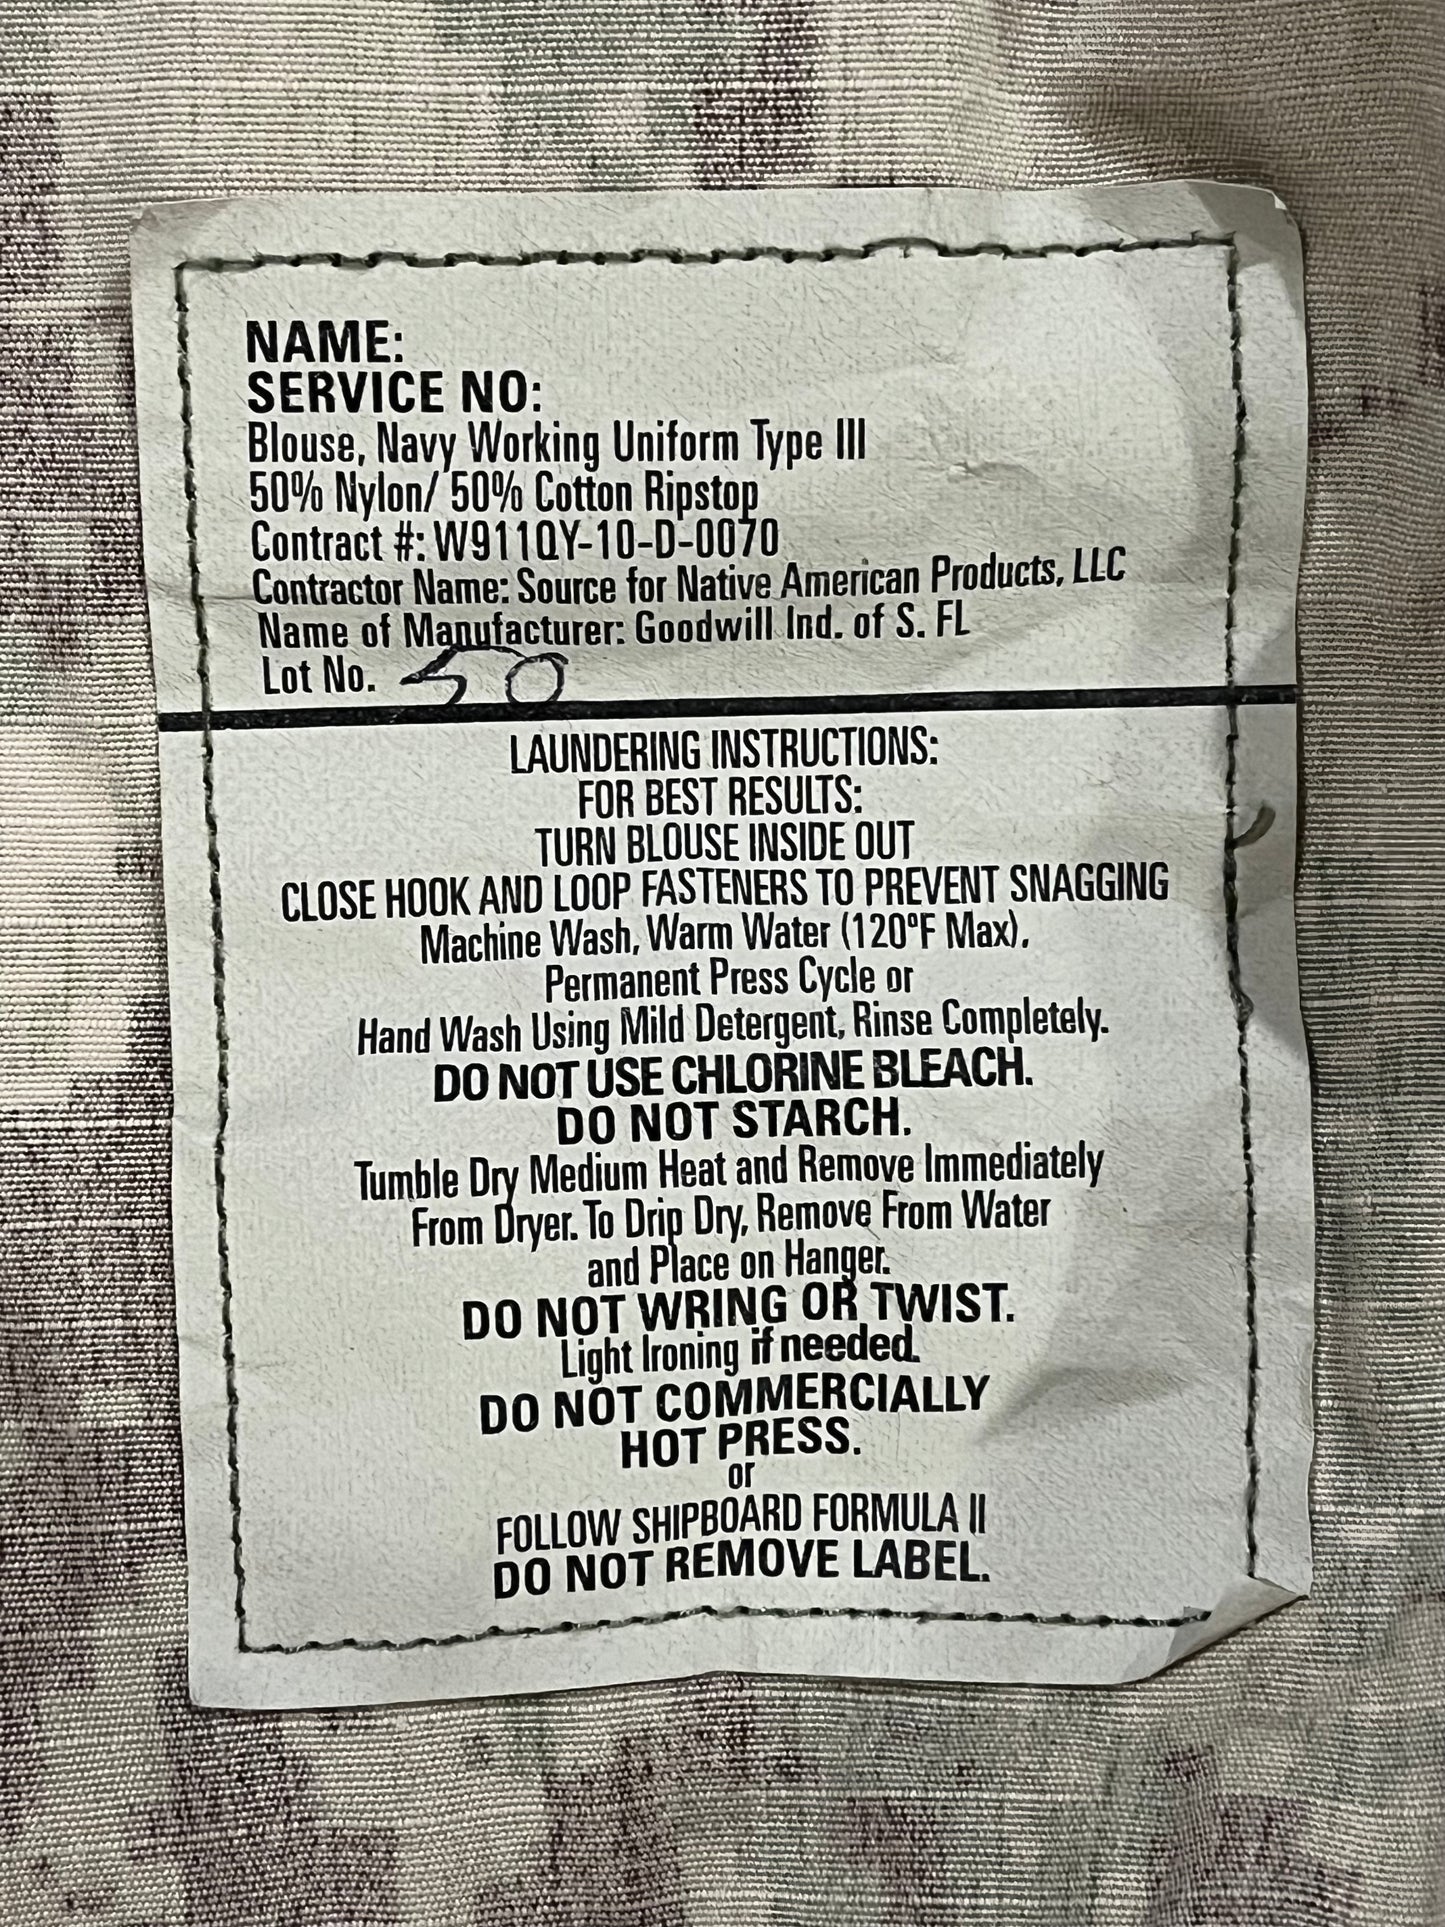 NAME:
SERVICE NO:
Blouse, Navy Working Uniform Type III
50% Nylon/ 50% Cotton Ripstop
Contract #: W911QY-10-D-0070
Contractor Name: Source for Native American Products, LLC
Name of Manufacturer: Goodwill Ind. of S. FL
Lot No. 50
LAUNDERING INSTRUCTIONS:
FOR BEST RESULTS:
TURN BLOUSE INSIDE OUT
CLOSE HOOK AND LOOP FASTENERS TO PREVENT SNAGGING
Machine Wash, Warm Water (120ºF Max).
Permanent Press Cycle or
Hand Wash Using Mild Detergent, Rinse Completely.
DO NOT USE CHLORINE BLEACH.
DO NOT STARCH.
Tumble Dry Medium Heat and Remove Immediately
From Dryer. To Drip Dry, Remove From Water
and Place on Hanger.
DO NOT WRING OR TWIST.
Light Ironing if needed.
DO NOT COMMERCIALLY
HOT PRESS.
or
FOLLOW SHIPBOARD FORMULA II
DO NOT REMOVE LABEL.